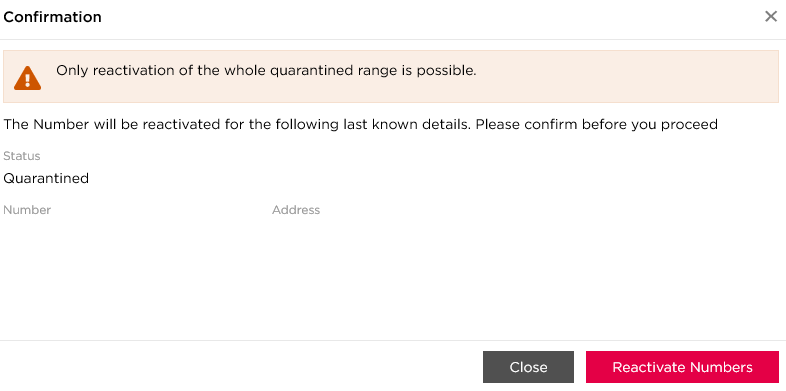 Confirmation
Only reactivation of the whole quarantined range is possible.
The Number will be reactivated for the following last known details. Please confirm before you proceed
Status
Quarantined
Number Address
Close Reactivate Numbers